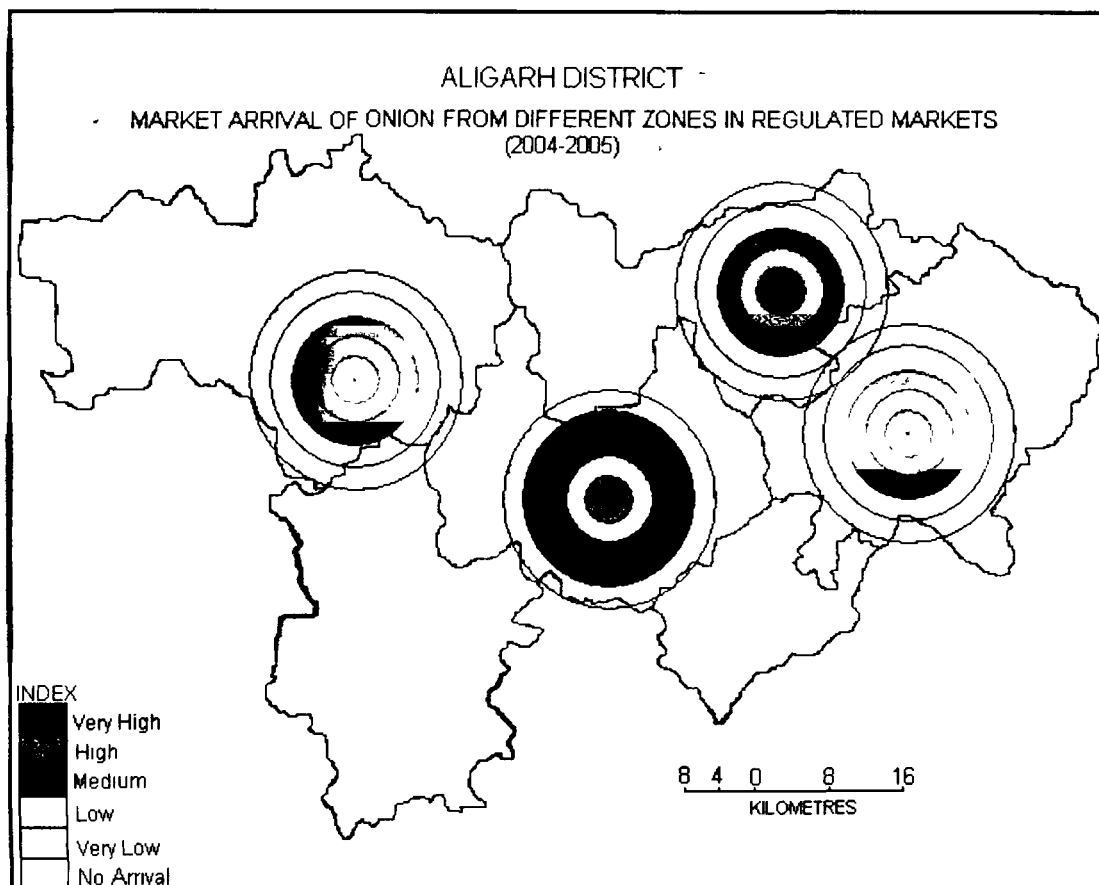 ALIGARH DISTRICT
MARKET ARRIVAL OF ONION FROM DIFFERENT ZONES IN REGULATED MARKETS
(2004-2005)
INDEX
Very High
High
Medium
Low
Very Low
No Arrival
8 4 0 8 16
KILOMETRES